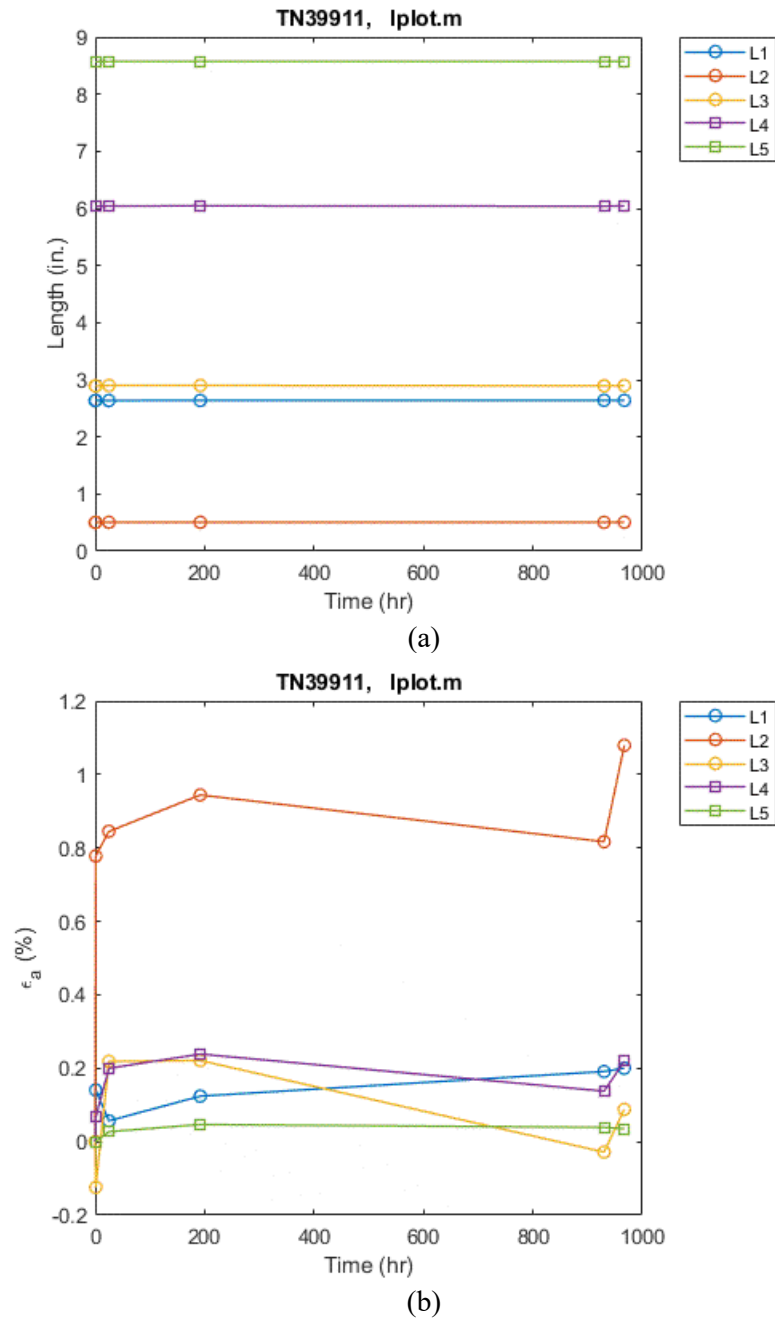 TN39911, lplot.m
9
8
7
6
5
4
3
2
1
0
Length (in.)
0 200 400 600 800 1000
Time (hr)
L1
L2
L3
L4
L5
(a)
TN39911, lplot.m
1.2
1
0.8
0.6
0.4
0.2
0
-0.2
ϵa (%)
0 200 400 600 800 1000
Time (hr)
L1
L2
L3
L4
L5
(b)